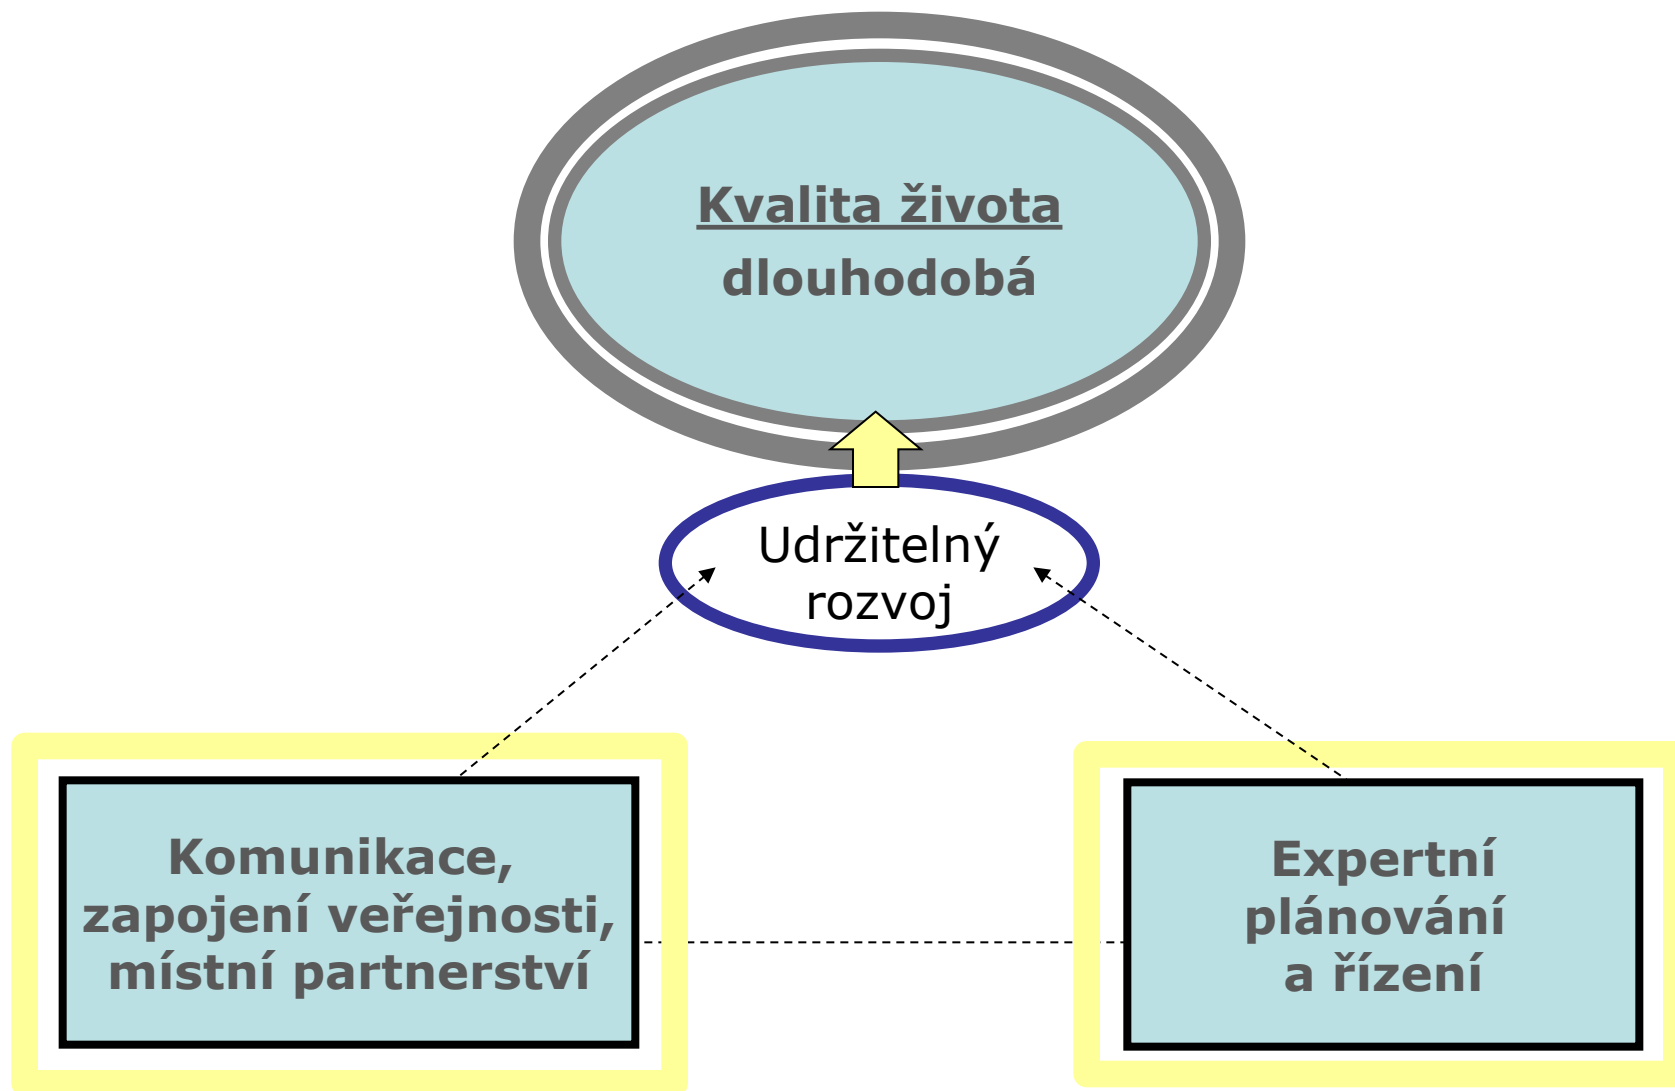 Kvalita života
dlouhodobá
Udržitelný
rozvoj
Komunikace,
zapojení veřejnosti,
místní partnerství
Expertní
plánování
a řízení